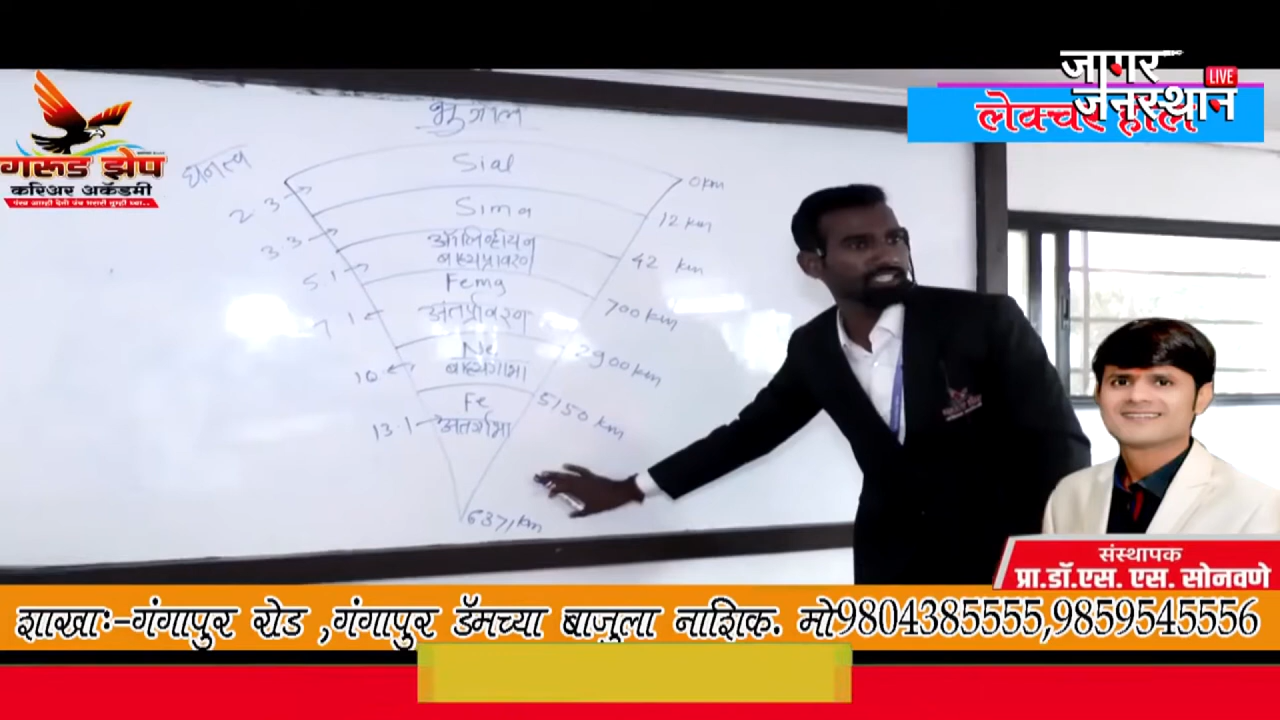 जागर
LIVE
जनस्थान
लेक्चर हॉल
गरूड झेप
करिअर अकॅडमी
भूगोल
घनत्व
Sial
0km
2.3
Sima
12 km
3.3
ऑलिव्हीयन
बाह्यप्रावरण
42 km
5.1
Femg
700 km
अंतर्प्रावरण
7.1
Ne
2900 km
बाह्यगाभा
10
Fe
5150 km
13.1
अंतर्गाभा
6371 km
संस्थापक
प्रा.डॉ.एस. एस. सोनवणे
शाखाः-गंगापुर रोड ,गंगापुर डॅमच्या बाजुला नाशिक. मो9804385555,9859545556